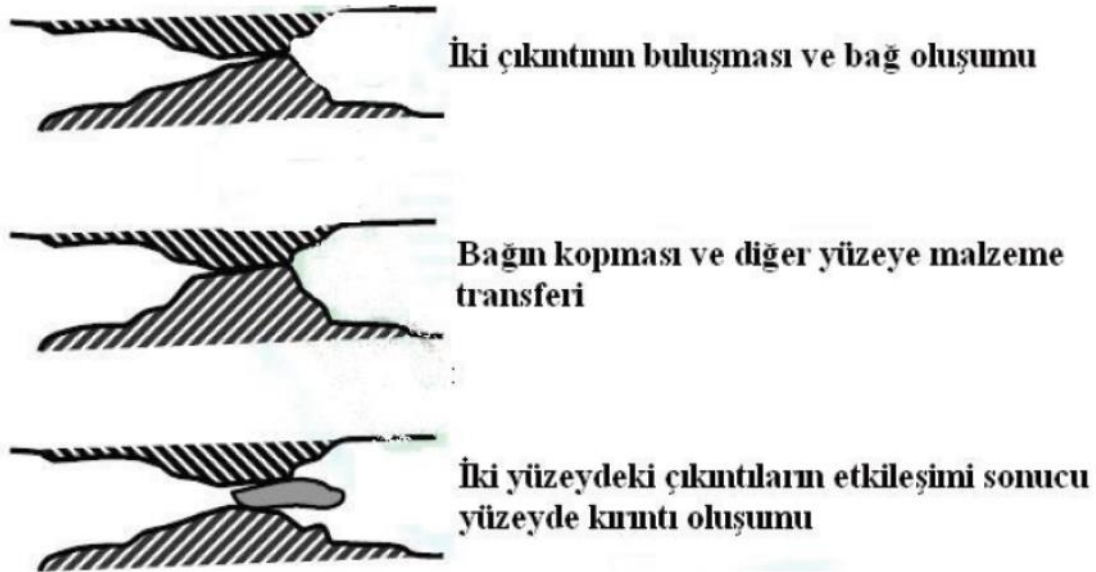 İki çıkıntının buluşması ve bağ oluşumu
Bağın kopması ve diğer yüzeye malzeme
transferi
İki yüzeydeki çıkıntıların etkileşimi sonucu
yüzeyde kırıntı oluşumu